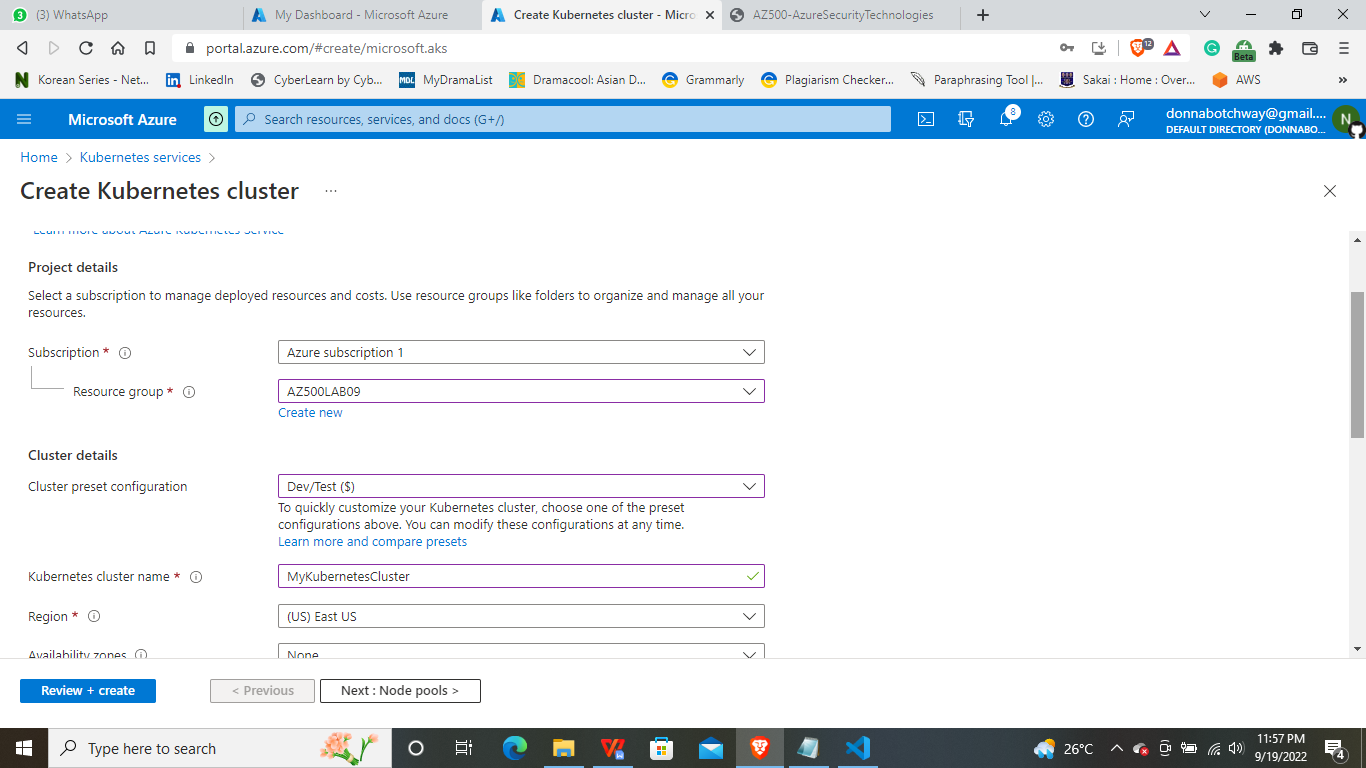 (3) WhatsApp
My Dashboard - Microsoft Azure
Create Kubernetes cluster - Micro
AZ500-AzureSecurityTechnologies
portal.azure.com/#create/microsoft.aks
12
Beta
Korean Series - Net...
LinkedIn
CyberLearn by Cyb...
MDL
MyDramaList
Dramacool: Asian D...
Grammarly
Plagiarism Checker...
Paraphrasing Tool |...
Sakai : Home : Over...
AWS
Microsoft Azure
Search resources, services, and docs (G+/)
8
donnabotchway@gmail....
DEFAULT DIRECTORY (DONNABO...
N
Home > Kubernetes services >
Create Kubernetes cluster ...
Learn more about Azure Kubernetes Service
Project details
Select a subscription to manage deployed resources and costs. Use resource groups like folders to organize and manage all your
resources.
Subscription *
Azure subscription 1
Resource group *
AZ500LAB09
Create new
Cluster details
Cluster preset configuration
Dev/Test ($)
To quickly customize your Kubernetes cluster, choose one of the preset
configurations above. You can modify these configurations at any time.
Learn more and compare presets
Kubernetes cluster name *
MyKubernetesCluster
Region *
(US) East US
Availability zones
None
Review + create
< Previous
Next : Node pools >
Type here to search
26°C
11:57 PM
9/19/2022
4